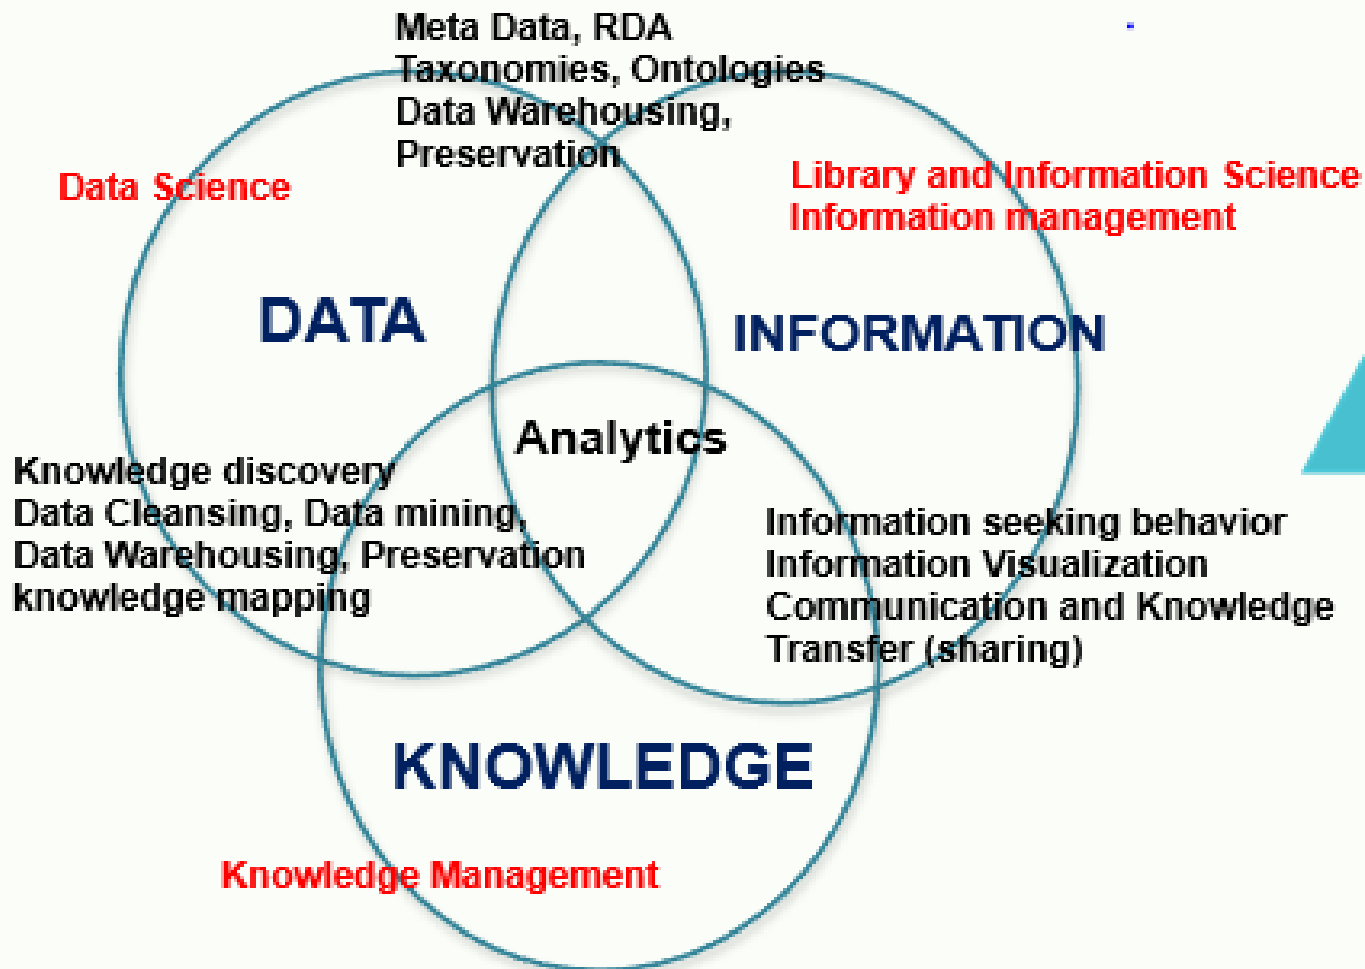 Meta Data, RDA
Taxonomies, Ontologies
Data Warehousing,
Preservation
Data Science
Library and Information Science
Information management
DATA
INFORMATION
Analytics
Knowledge discovery
Data Cleansing, Data mining,
Data Warehousing, Preservation
knowledge mapping
Information seeking behavior
Information Visualization
Communication and Knowledge
Transfer (sharing)
KNOWLEDGE
Knowledge Management